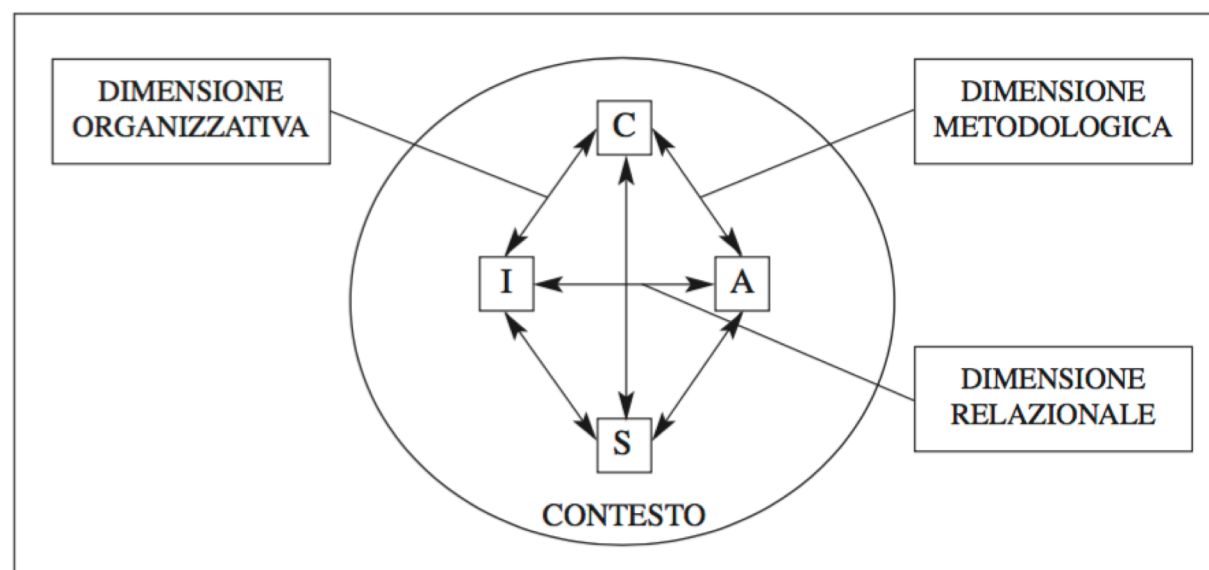 DIMENSIONE
ORGANIZZATIVA
C
DIMENSIONE
METODOLOGICA
I
A
DIMENSIONE
RELAZIONALE
S
CONTESTO